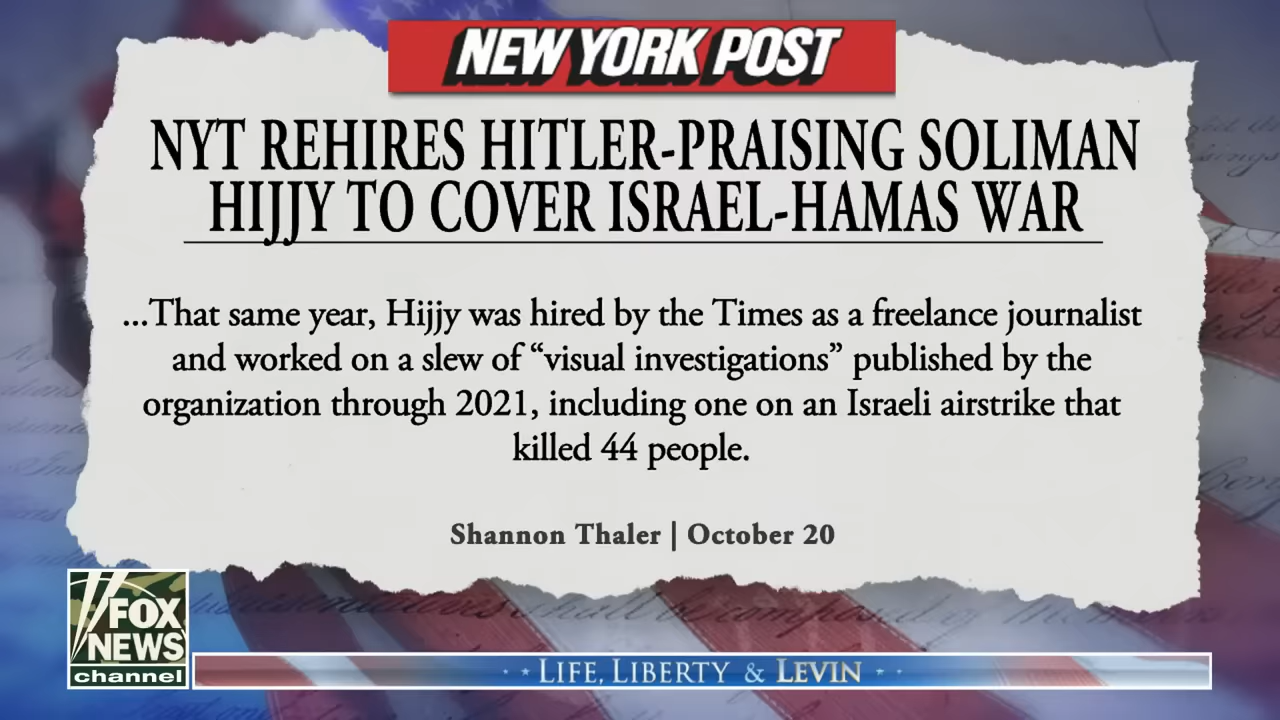 NEW YORK POST
NYT REHIRES HITLER-PRAISING SOLIMAN
HIJJY TO COVER ISRAEL-HAMAS WAR
...That same year, Hijjy was hired by the Times as a freelance journalist
and worked on a slew of “visual investigations” published by the
organization through 2021, including one on an Israeli airstrike that
killed 44 people.
Shannon Thaler | October 20
FOX
NEWS
channel
LIFE, LIBERTY & LEVIN